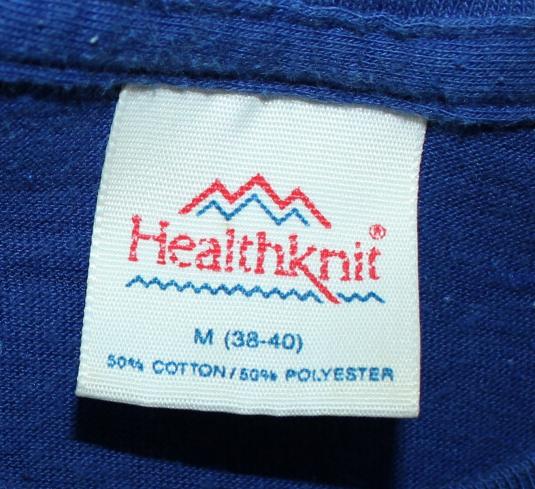 Healthknit®
M (38-40)
50% COTTON/50% POLYESTER